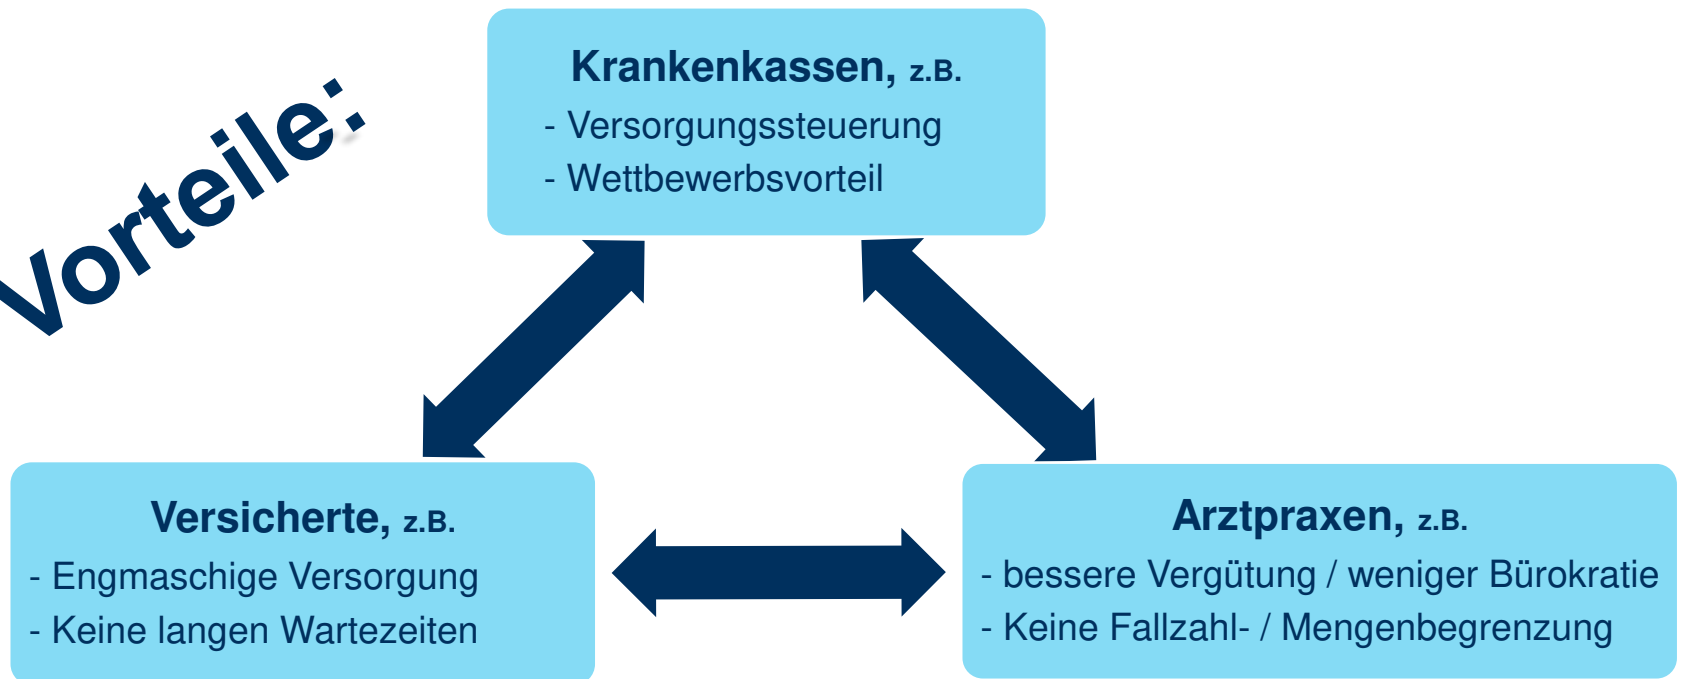 Vorteile:
Krankenkassen, z.B.
- Versorgungssteuerung
- Wettbewerbsvorteil
Versicherte, z.B.
- Engmaschige Versorgung
- Keine langen Wartezeiten
Arztpraxen, z.B.
- bessere Vergütung / weniger Bürokratie
- Keine Fallzahl- / Mengenbegrenzung